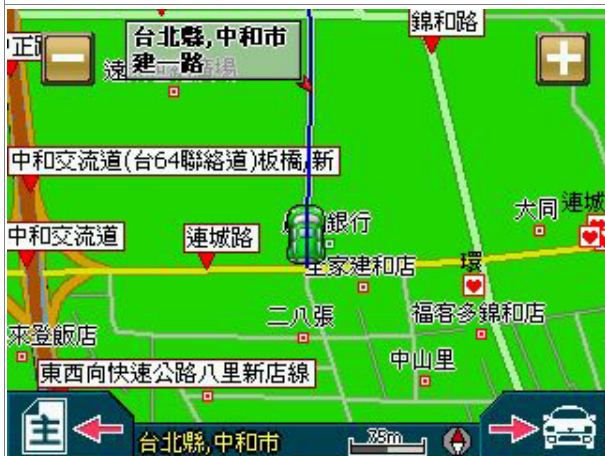 台北縣,中和市
建一路
錦和路
中正
遠
場
中和交流道(台64聯絡道)板橋,新
大同
連城
銀行
中和交流道
連城路
全家建和店
環
二八張
福客多錦和店
來登飯店
中山里
東西向快速公路八里新店線
主
台北縣,中和市
75m